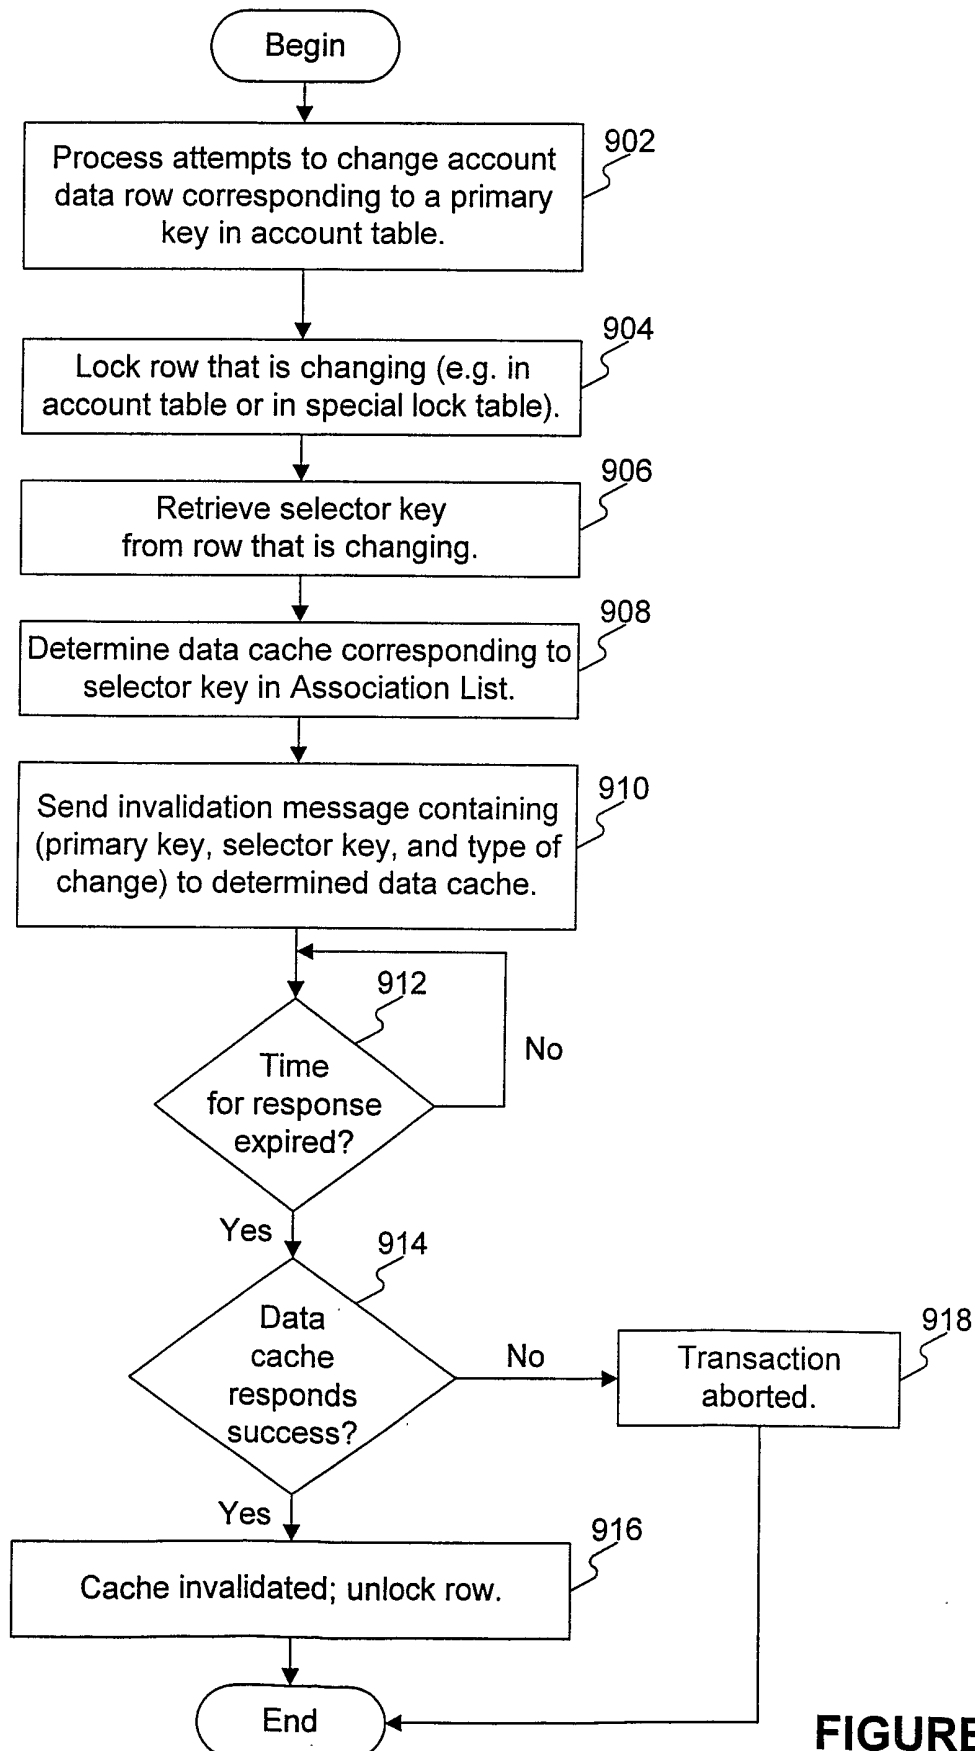 Begin
902
Process attempts to change account
data row corresponding to a primary
key in account table.
904
Lock row that is changing (e.g. in
account table or in special lock table).
906
Retrieve selector key
from row that is changing.
908
Determine data cache corresponding to
selector key in Association List.
910
Send invalidation message containing
(primary key, selector key, and type of
change) to determined data cache.
912
Time
for response
expired?
No
Yes
914
Data
cache
responds
success?
No
918
Transaction
aborted.
Yes
916
Cache invalidated; unlock row.
End
FIGURE